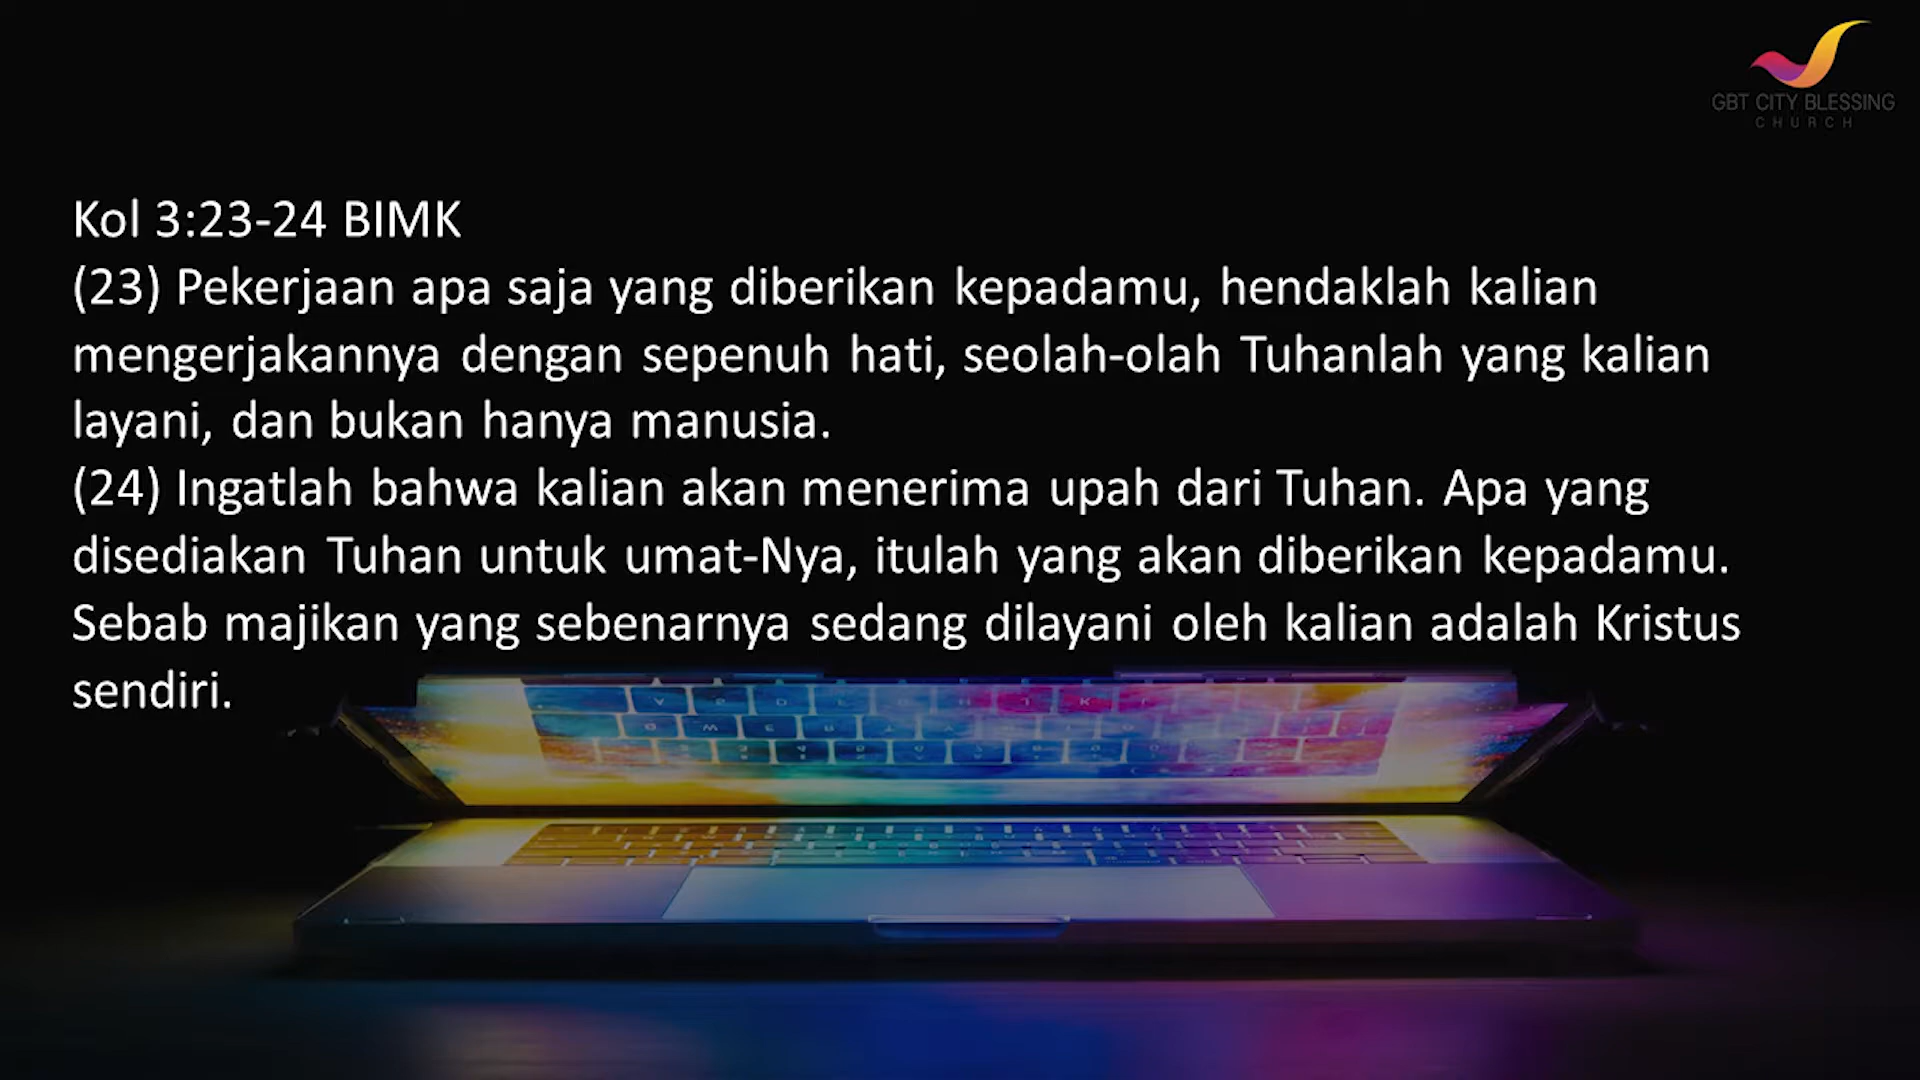 GBT CITY BLESSING
CHURCH
Kol 3:23-24 BIMK
(23) Pekerjaan apa saja yang diberikan kepadamu, hendaklah kalian
mengerjakannya dengan sepenuh hati, seolah-olah Tuhanlah yang kalian
layani, dan bukan hanya manusia.
(24) Ingatlah bahwa kalian akan menerima upah dari Tuhan. Apa yang
disediakan Tuhan untuk umat-Nya, itulah yang akan diberikan kepadamu.
Sebab majikan yang sebenarnya sedang dilayani oleh kalian adalah Kristus
sendiri.